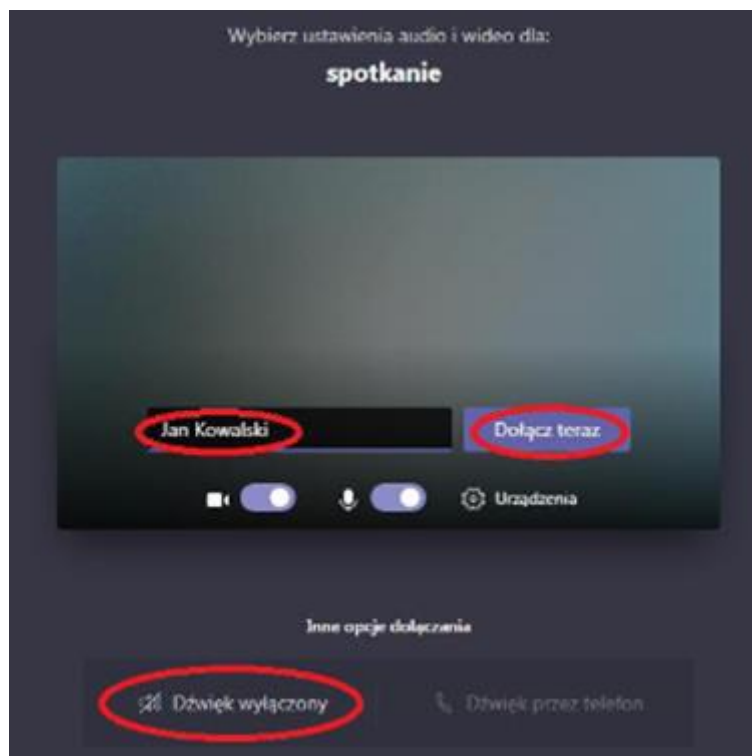 Wybierz ustawienia audio i wideo dla:
spotkanie
Jan Kowalski
Dołącz teraz
Urządzenia
Inne opcje dołączania
Dźwięk wyłączony
Dźwięk przez telefon